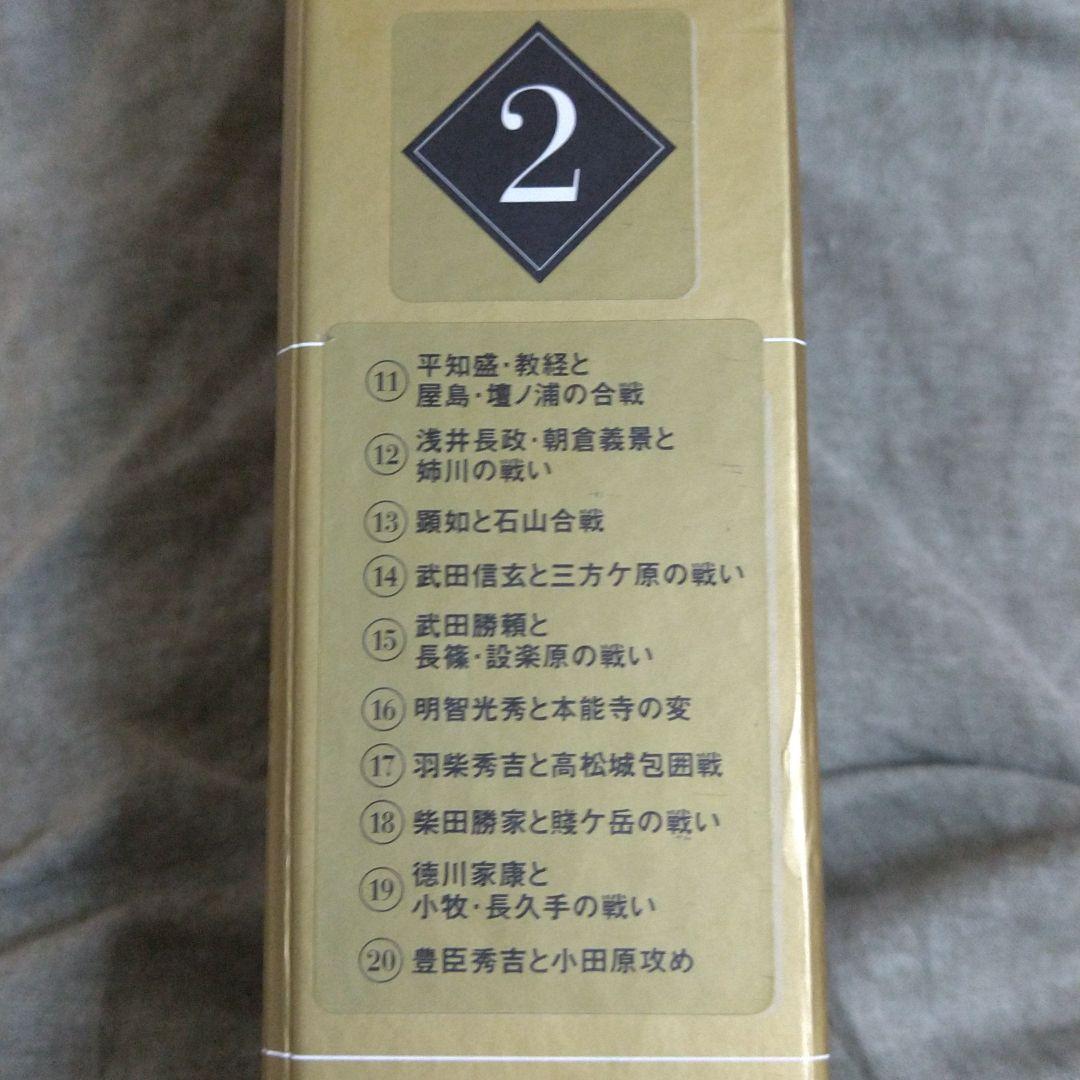 2
⑪ 平知盛・教経と
屋島・壇ノ浦の合戦
⑫ 浅井長政・朝倉義景と
姉川の戦い
⑬ 顕如と石山合戦
⑭ 武田信玄と三方ケ原の戦い
⑮ 武田勝頼と
長篠・設楽原の戦い
⑯ 明智光秀と本能寺の変
⑰ 羽柴秀吉と高松城包囲戦
⑱ 柴田勝家と賤ケ岳の戦い
⑲ 徳川家康と
小牧・長久手の戦い
⑳ 豊臣秀吉と小田原攻め